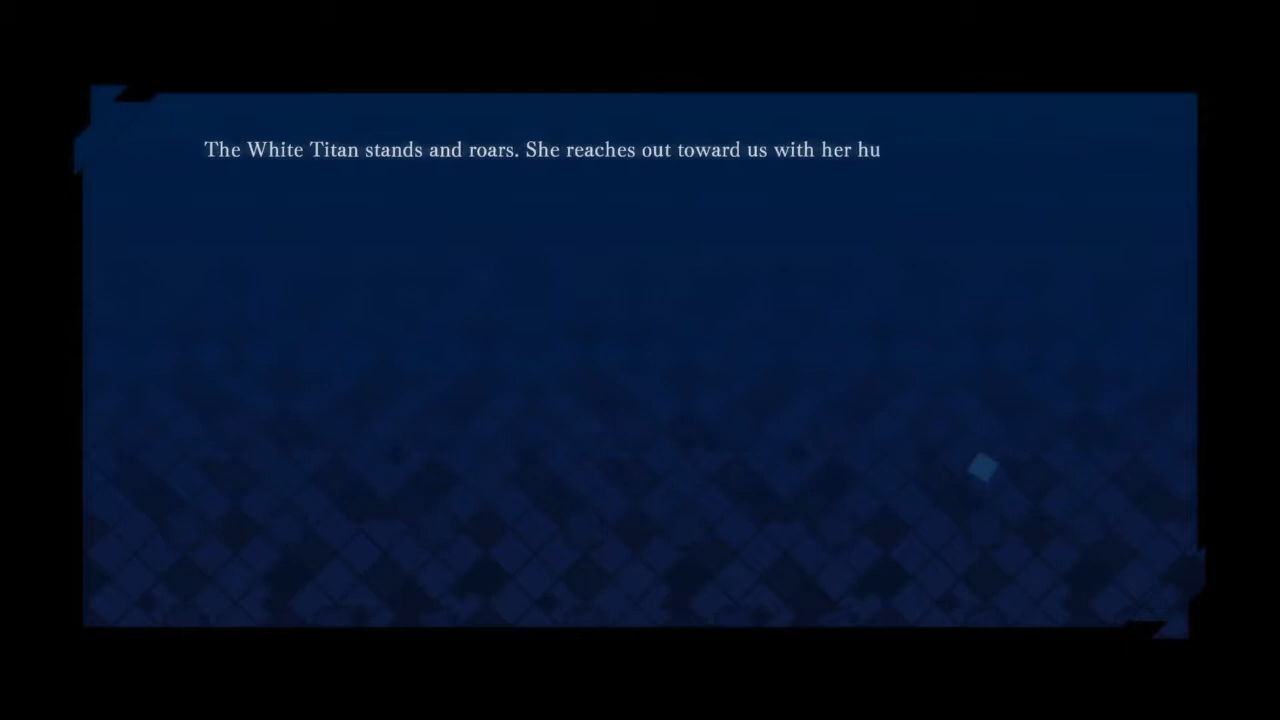 The White Titan stands and roars. She reaches out toward us with her hu